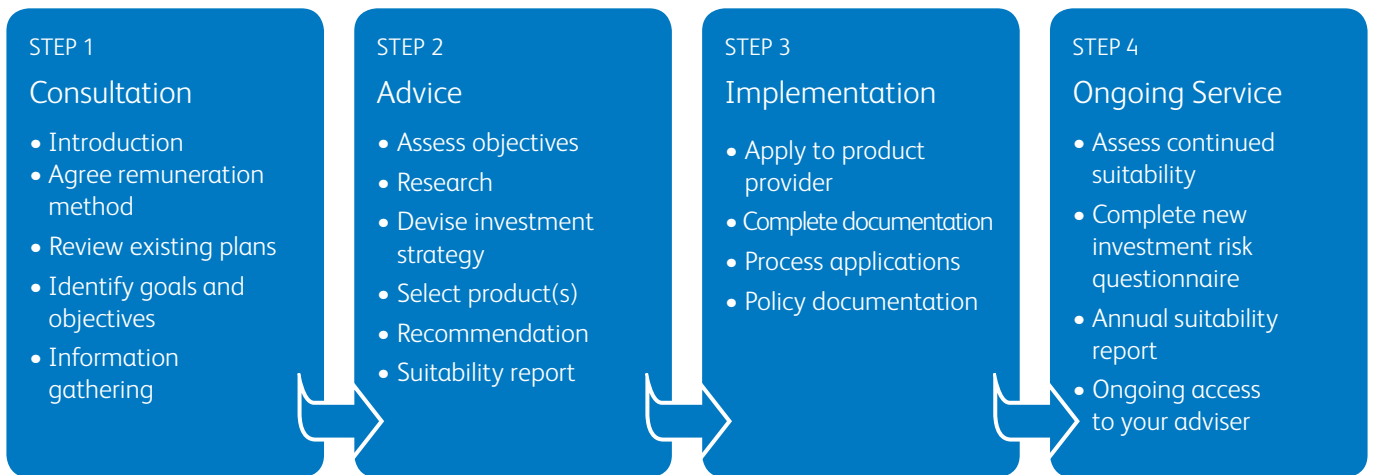 STEP 1
Consultation
• Introduction
• Agree remuneration
method
• Review existing plans
• Identify goals and
objectives
• Information
gathering
STEP 2
Advice
• Assess objectives
• Research
• Devise investment
strategy
• Select product(s)
• Recommendation
• Suitability report
STEP 3
Implementation
• Apply to product
provider
• Complete documentation
• Process applications
• Policy documentation
STEP 4
Ongoing Service
• Assess continued
suitability
• Complete new
investment risk
questionnaire
• Annual suitability
report
• Ongoing access
to your adviser